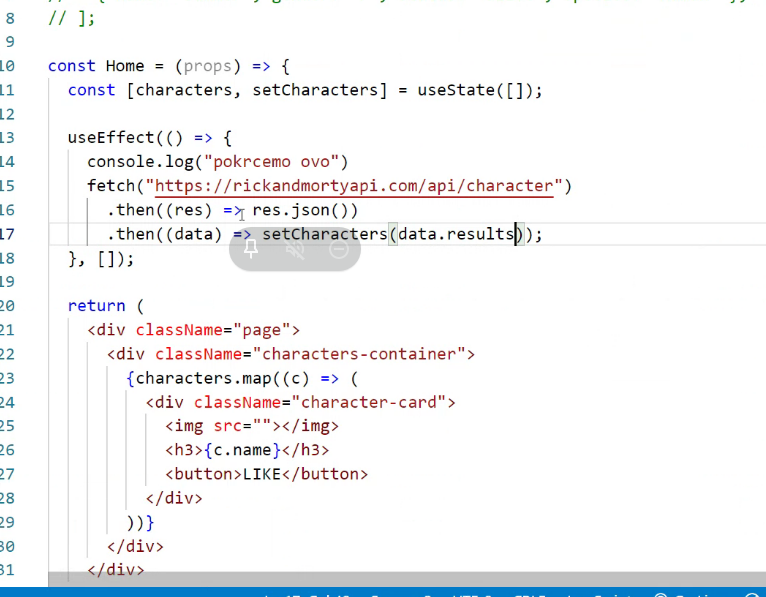 8 // ];
9
10 const Home = (props) => {
11 const [characters, setCharacters] = useState([]);
12
13 useEffect(() => {
14 console.log("pokrcemo ovo")
15 fetch("https://rickandmortyapi.com/api/character")
16 .then((res) => res.json())
17 .then((data) => setCharacters(data.results));
18 }, []);
19
20 return (
21 <div className="page">
22 <div className="characters-container">
23 {characters.map((c) => (
24 <div className="character-card">
25 <img src=""></img>
26 <h3>{c.name}</h3>
27 <button>LIKE</button>
28 </div>
29 ))}
30 </div>
31 </div>